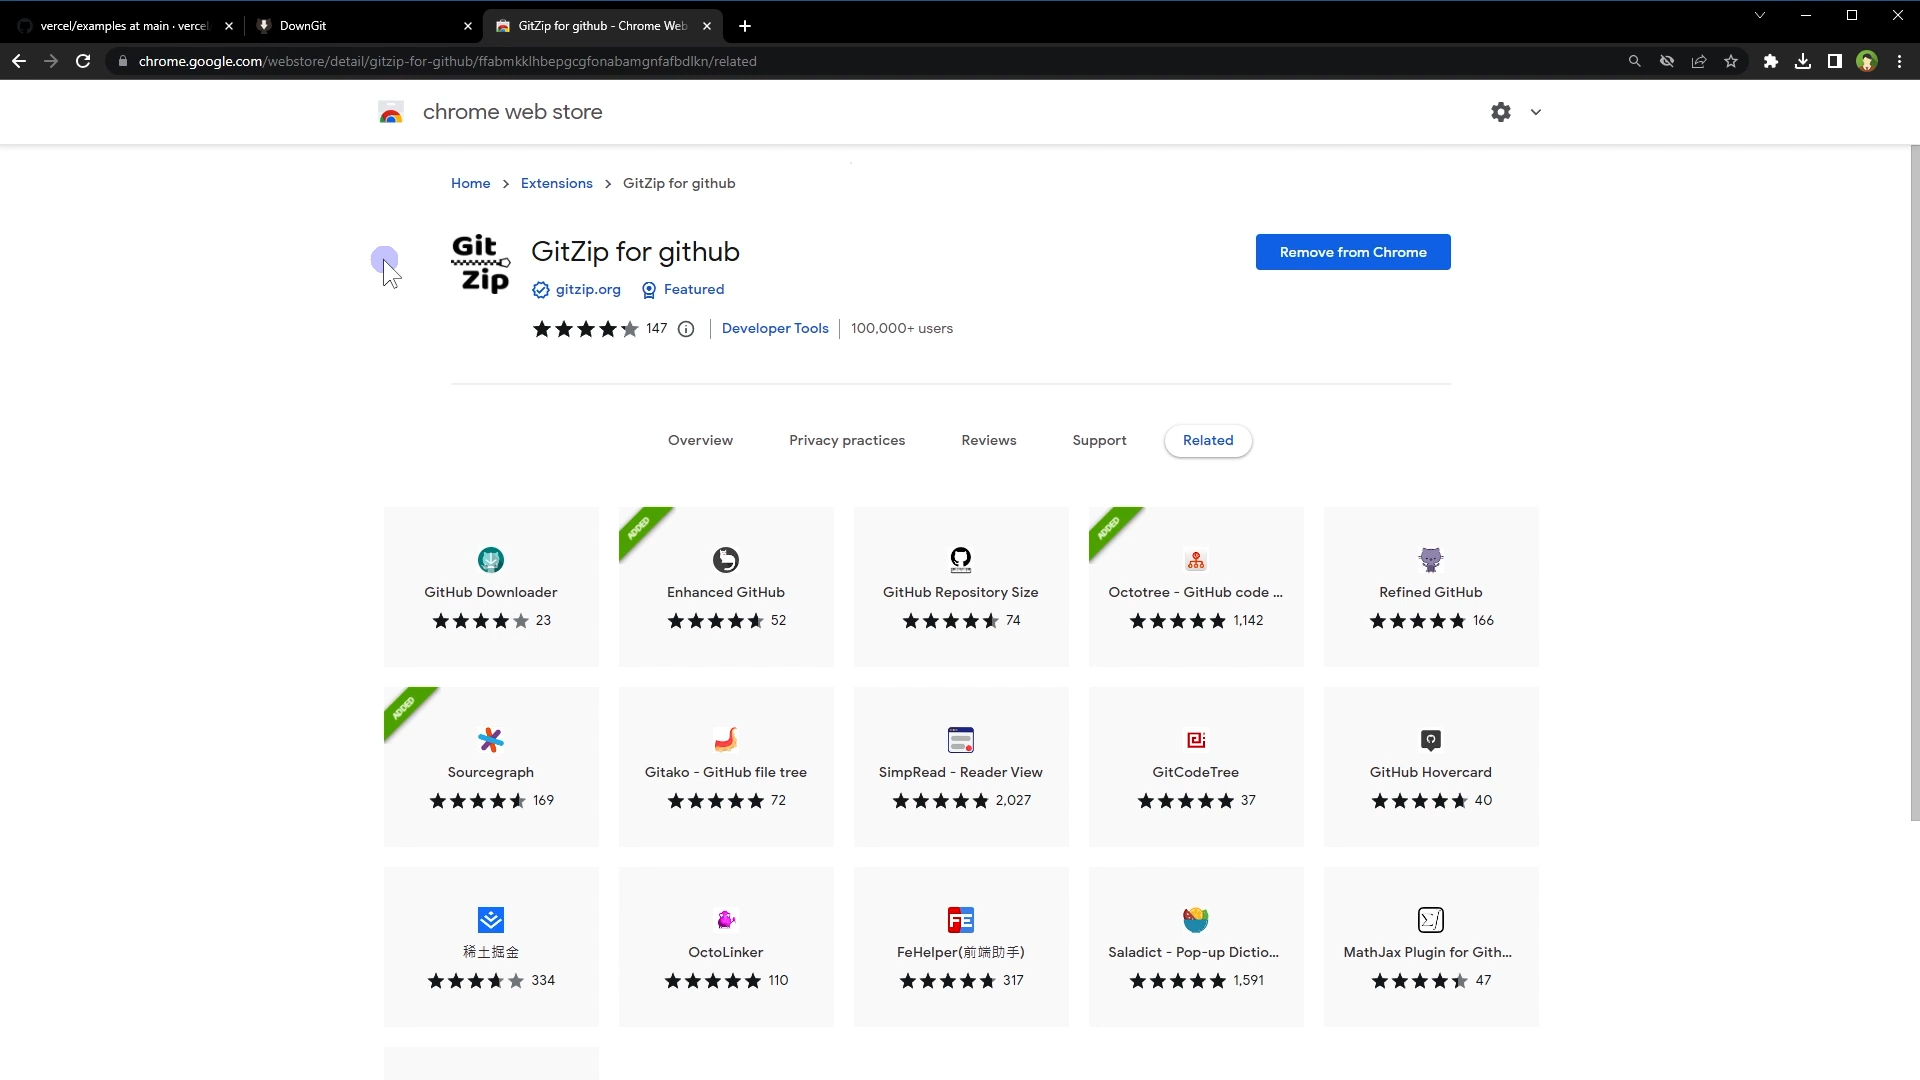 vercel/examples at main · vercel
DownGit
GitZip for github - Chrome Web
chrome.google.com/webstore/detail/gitzip-for-github/ffabmkklhbepgcgfonabamgnfafbdlkn/related
chrome web store
Home > Extensions > GitZip for github
Git Zip
GitZip for github
Remove from Chrome
gitzip.org Featured
147 Developer Tools 100,000+ users
Overview Privacy practices Reviews Support Related
ADDED ADDED
GitHub Downloader Enhanced GitHub GitHub Repository Size Octotree - GitHub code ... Refined GitHub
23 52 74 1,142 166
ADDED
Sourcegraph Gitako - GitHub file tree SimpRead - Reader View GitCodeTree GitHub Hovercard
169 72 2,027 37 40
FE
稀土掘金 OctoLinker FeHelper(前端助手) Saladict - Pop-up Dictio... MathJax Plugin for Gith...
334 110 317 1,591 47